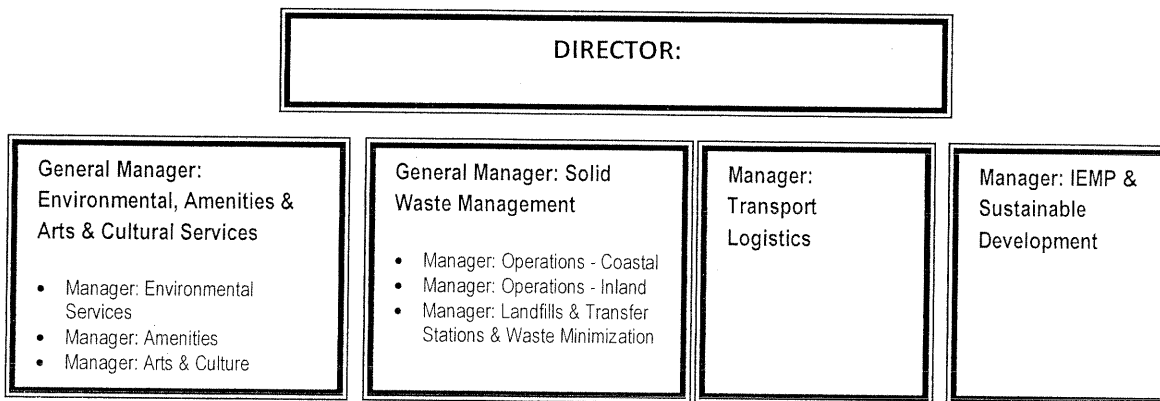 DIRECTOR:
General Manager:
Environmental, Amenities &
Arts & Cultural Services
• Manager: Environmental
Services
• Manager: Amenities
• Manager: Arts & Culture
General Manager: Solid
Waste Management
• Manager: Operations - Coastal
• Manager: Operations - Inland
• Manager: Landfills & Transfer
Stations & Waste Minimization
Manager:
Transport
Logistics
Manager: IEMP &
Sustainable
Development